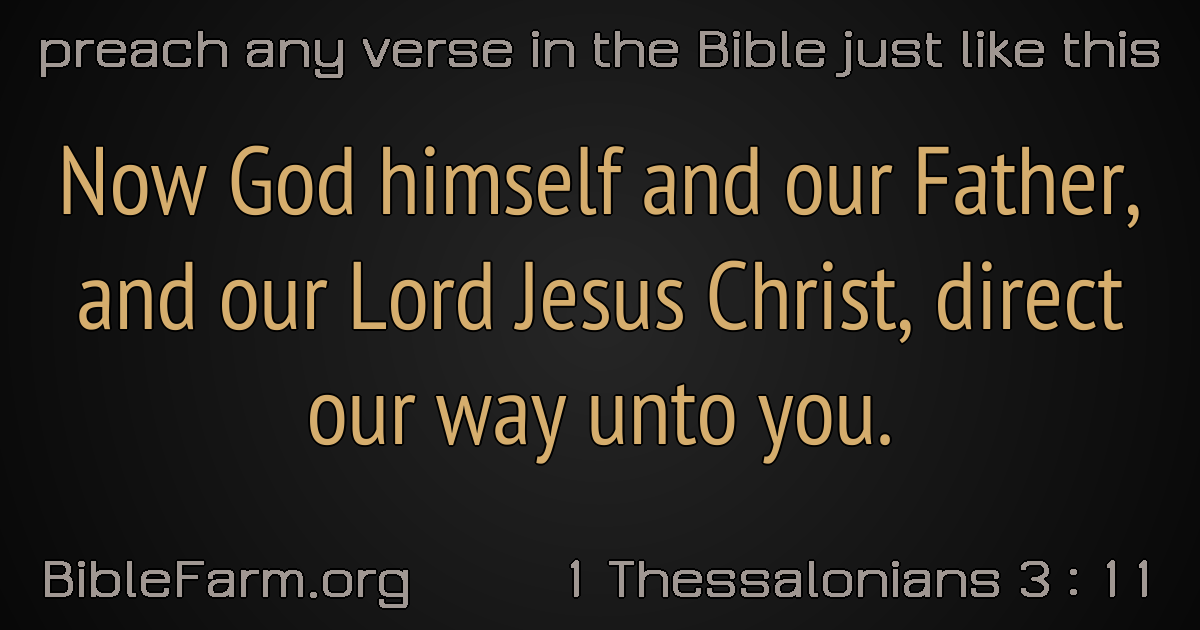 preach any verse in the Bible just like this
Now God himself and our Father,
and our Lord Jesus Christ, direct
our way unto you.
BibleFarm.org
1 Thessalonians 3 : 11